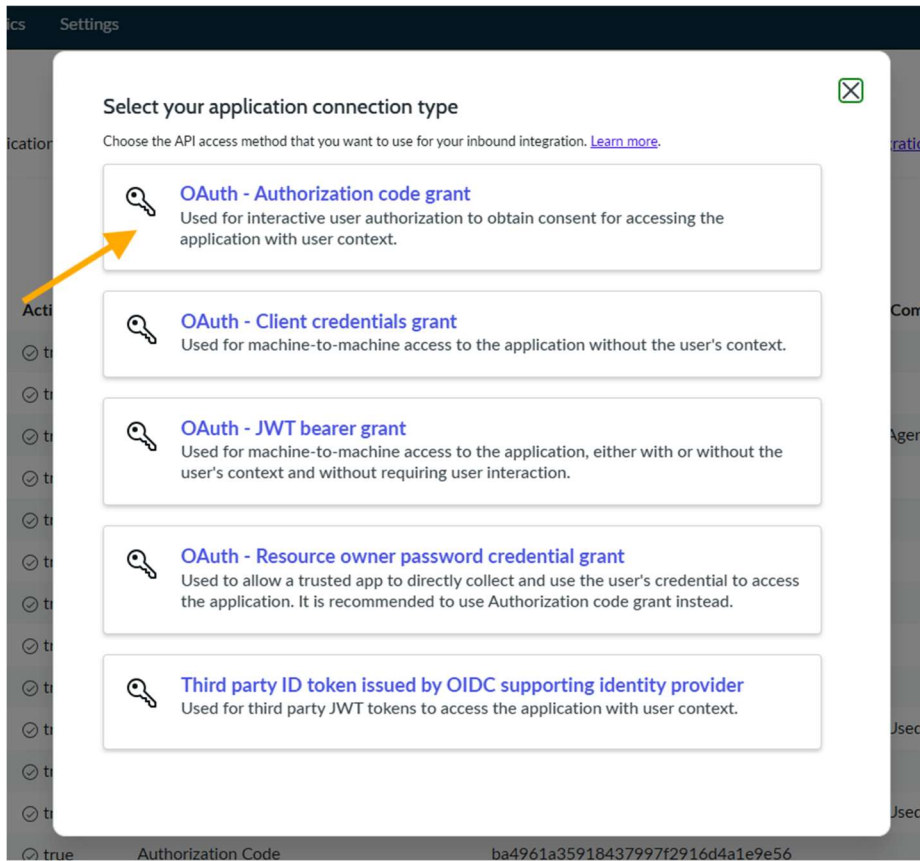 Settings
Select your application connection type
Choose the API access method that you want to use for your inbound integration. Learn more.
OAuth - Authorization code grant
Used for interactive user authorization to obtain consent for accessing the
application with user context.
OAuth - Client credentials grant
Used for machine-to-machine access to the application without the user's context.
OAuth - JWT bearer grant
Used for machine-to-machine access to the application, either with or without the
user's context and without requiring user interaction.
OAuth - Resource owner password credential grant
Used to allow a trusted app to directly collect and use the user's credential to access
the application. It is recommended to use Authorization code grant instead.
Third party ID token issued by OIDC supporting identity provider
Used for third party JWT tokens to access the application with user context.
true Authorization Code ba4961a35918437997f2916d4a1e9e56